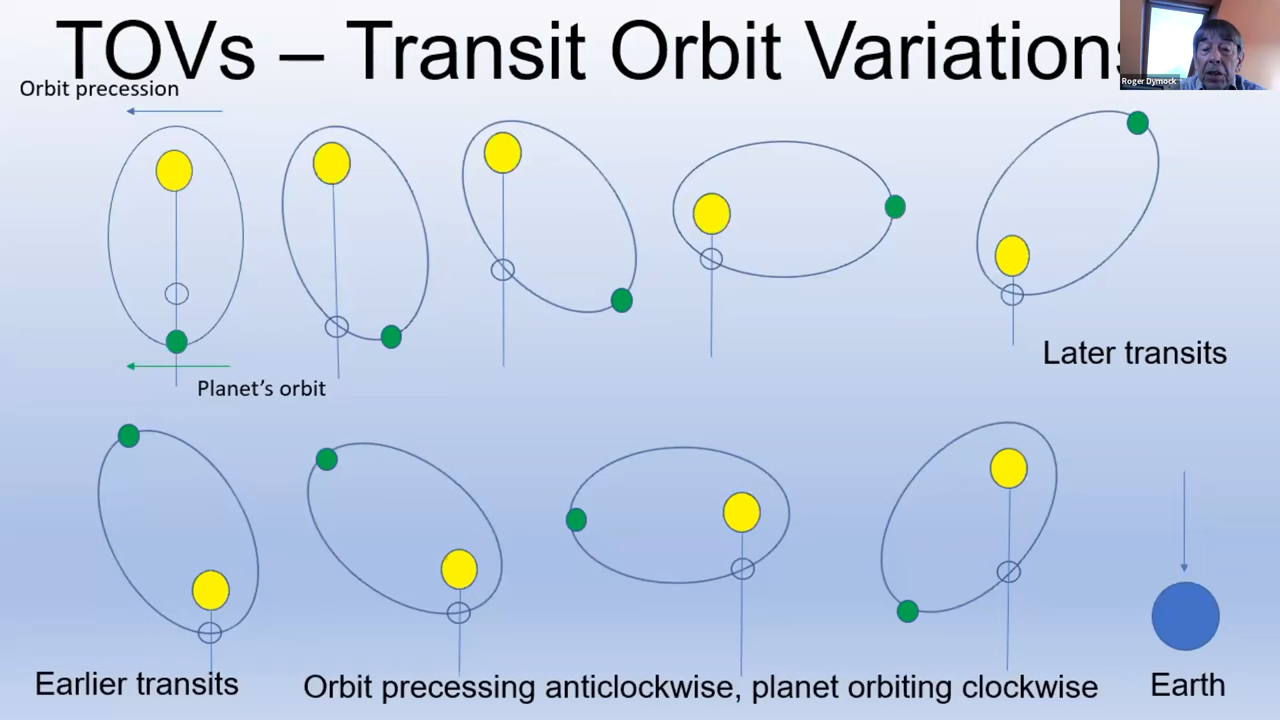 TOVs – Transit Orbit Variations
Roger Dymock
Orbit precession
Later transits
Planet's orbit
Earlier transits
Orbit precessing anticlockwise, planet orbiting clockwise
Earth